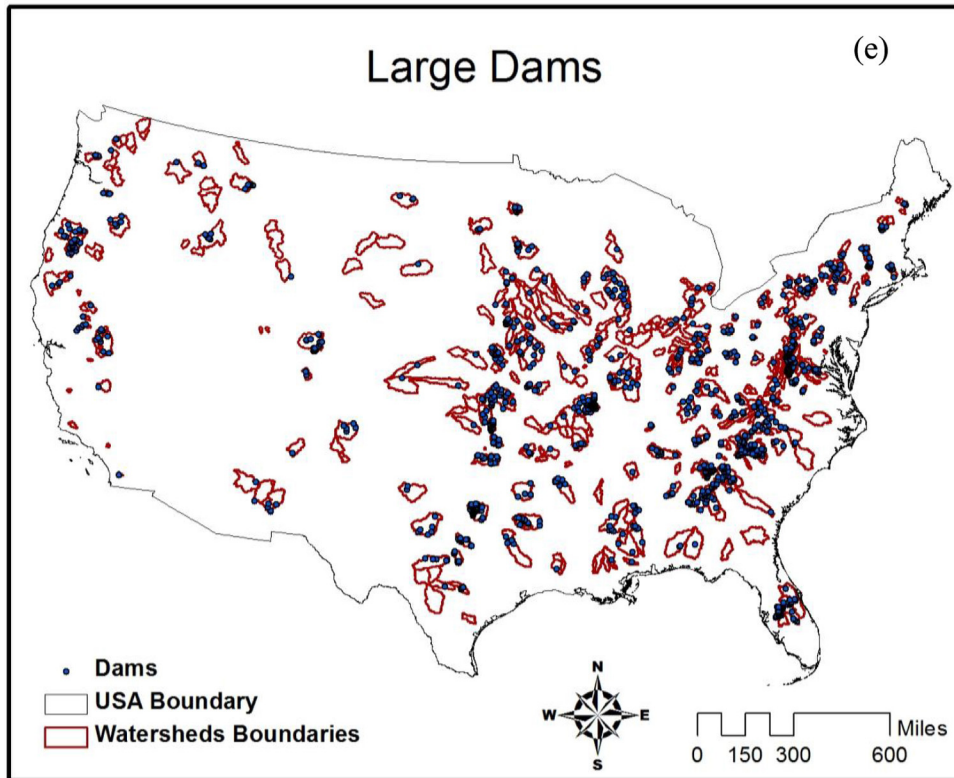 (e)
Large Dams
Dams
USA Boundary
Watersheds Boundaries
N
W E
S
Miles
0 150 300 600